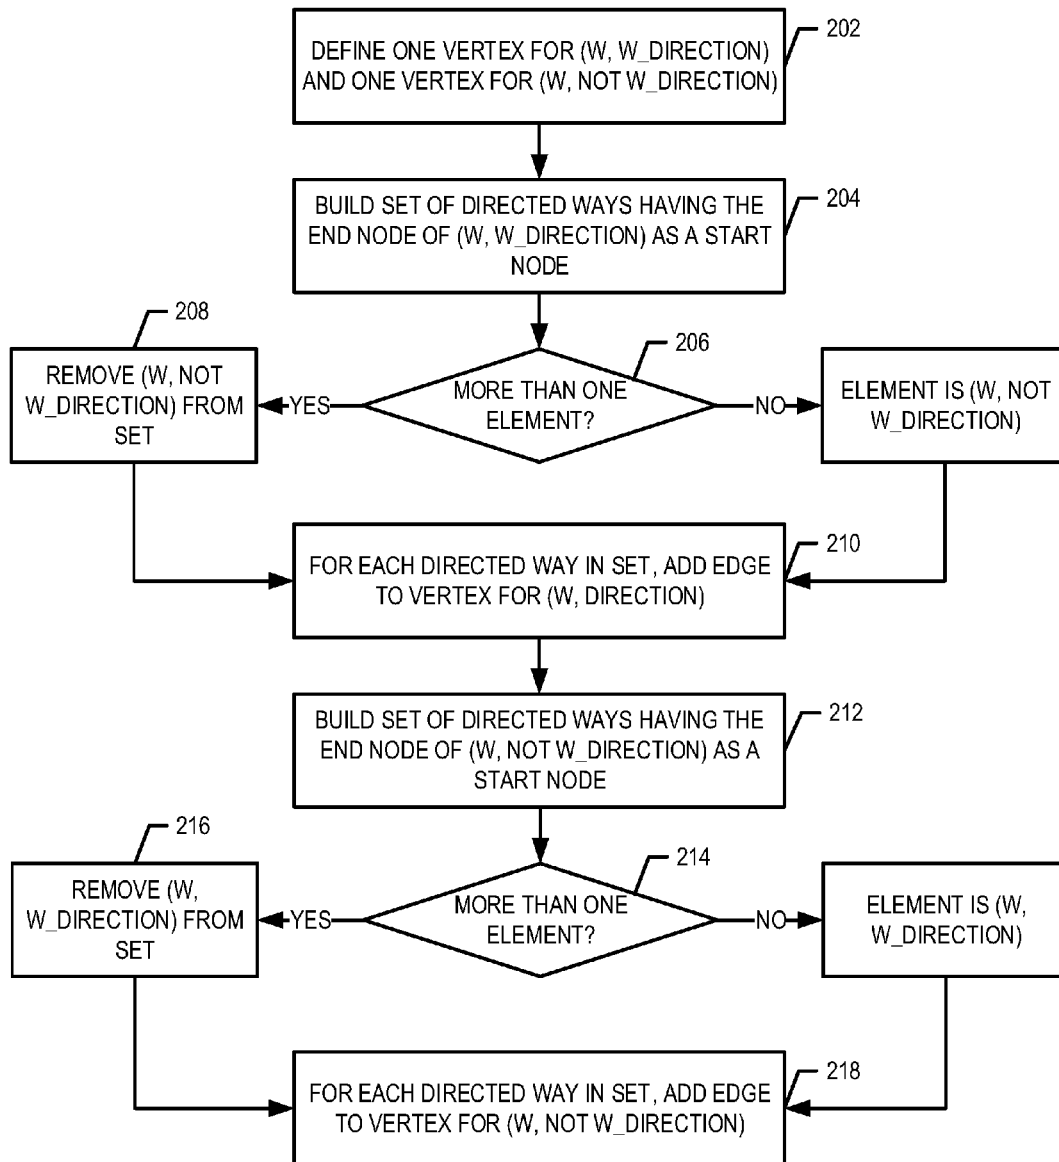 DEFINE ONE VERTEX FOR (W, W_DIRECTION)
AND ONE VERTEX FOR (W, NOT W_DIRECTION)
202
BUILD SET OF DIRECTED WAYS HAVING THE
END NODE OF (W, W_DIRECTION) AS A START
NODE
204
208
REMOVE (W, NOT
W_DIRECTION) FROM
SET
YES
MORE THAN ONE
ELEMENT?
206
NO
ELEMENT IS (W, NOT
W_DIRECTION)
FOR EACH DIRECTED WAY IN SET, ADD EDGE
TO VERTEX FOR (W, DIRECTION)
210
BUILD SET OF DIRECTED WAYS HAVING THE
END NODE OF (W, NOT W_DIRECTION) AS A
START NODE
212
216
REMOVE (W,
W_DIRECTION) FROM
SET
YES
MORE THAN ONE
ELEMENT?
214
NO
ELEMENT IS (W,
W_DIRECTION)
FOR EACH DIRECTED WAY IN SET, ADD EDGE
TO VERTEX FOR (W, NOT W_DIRECTION)
218